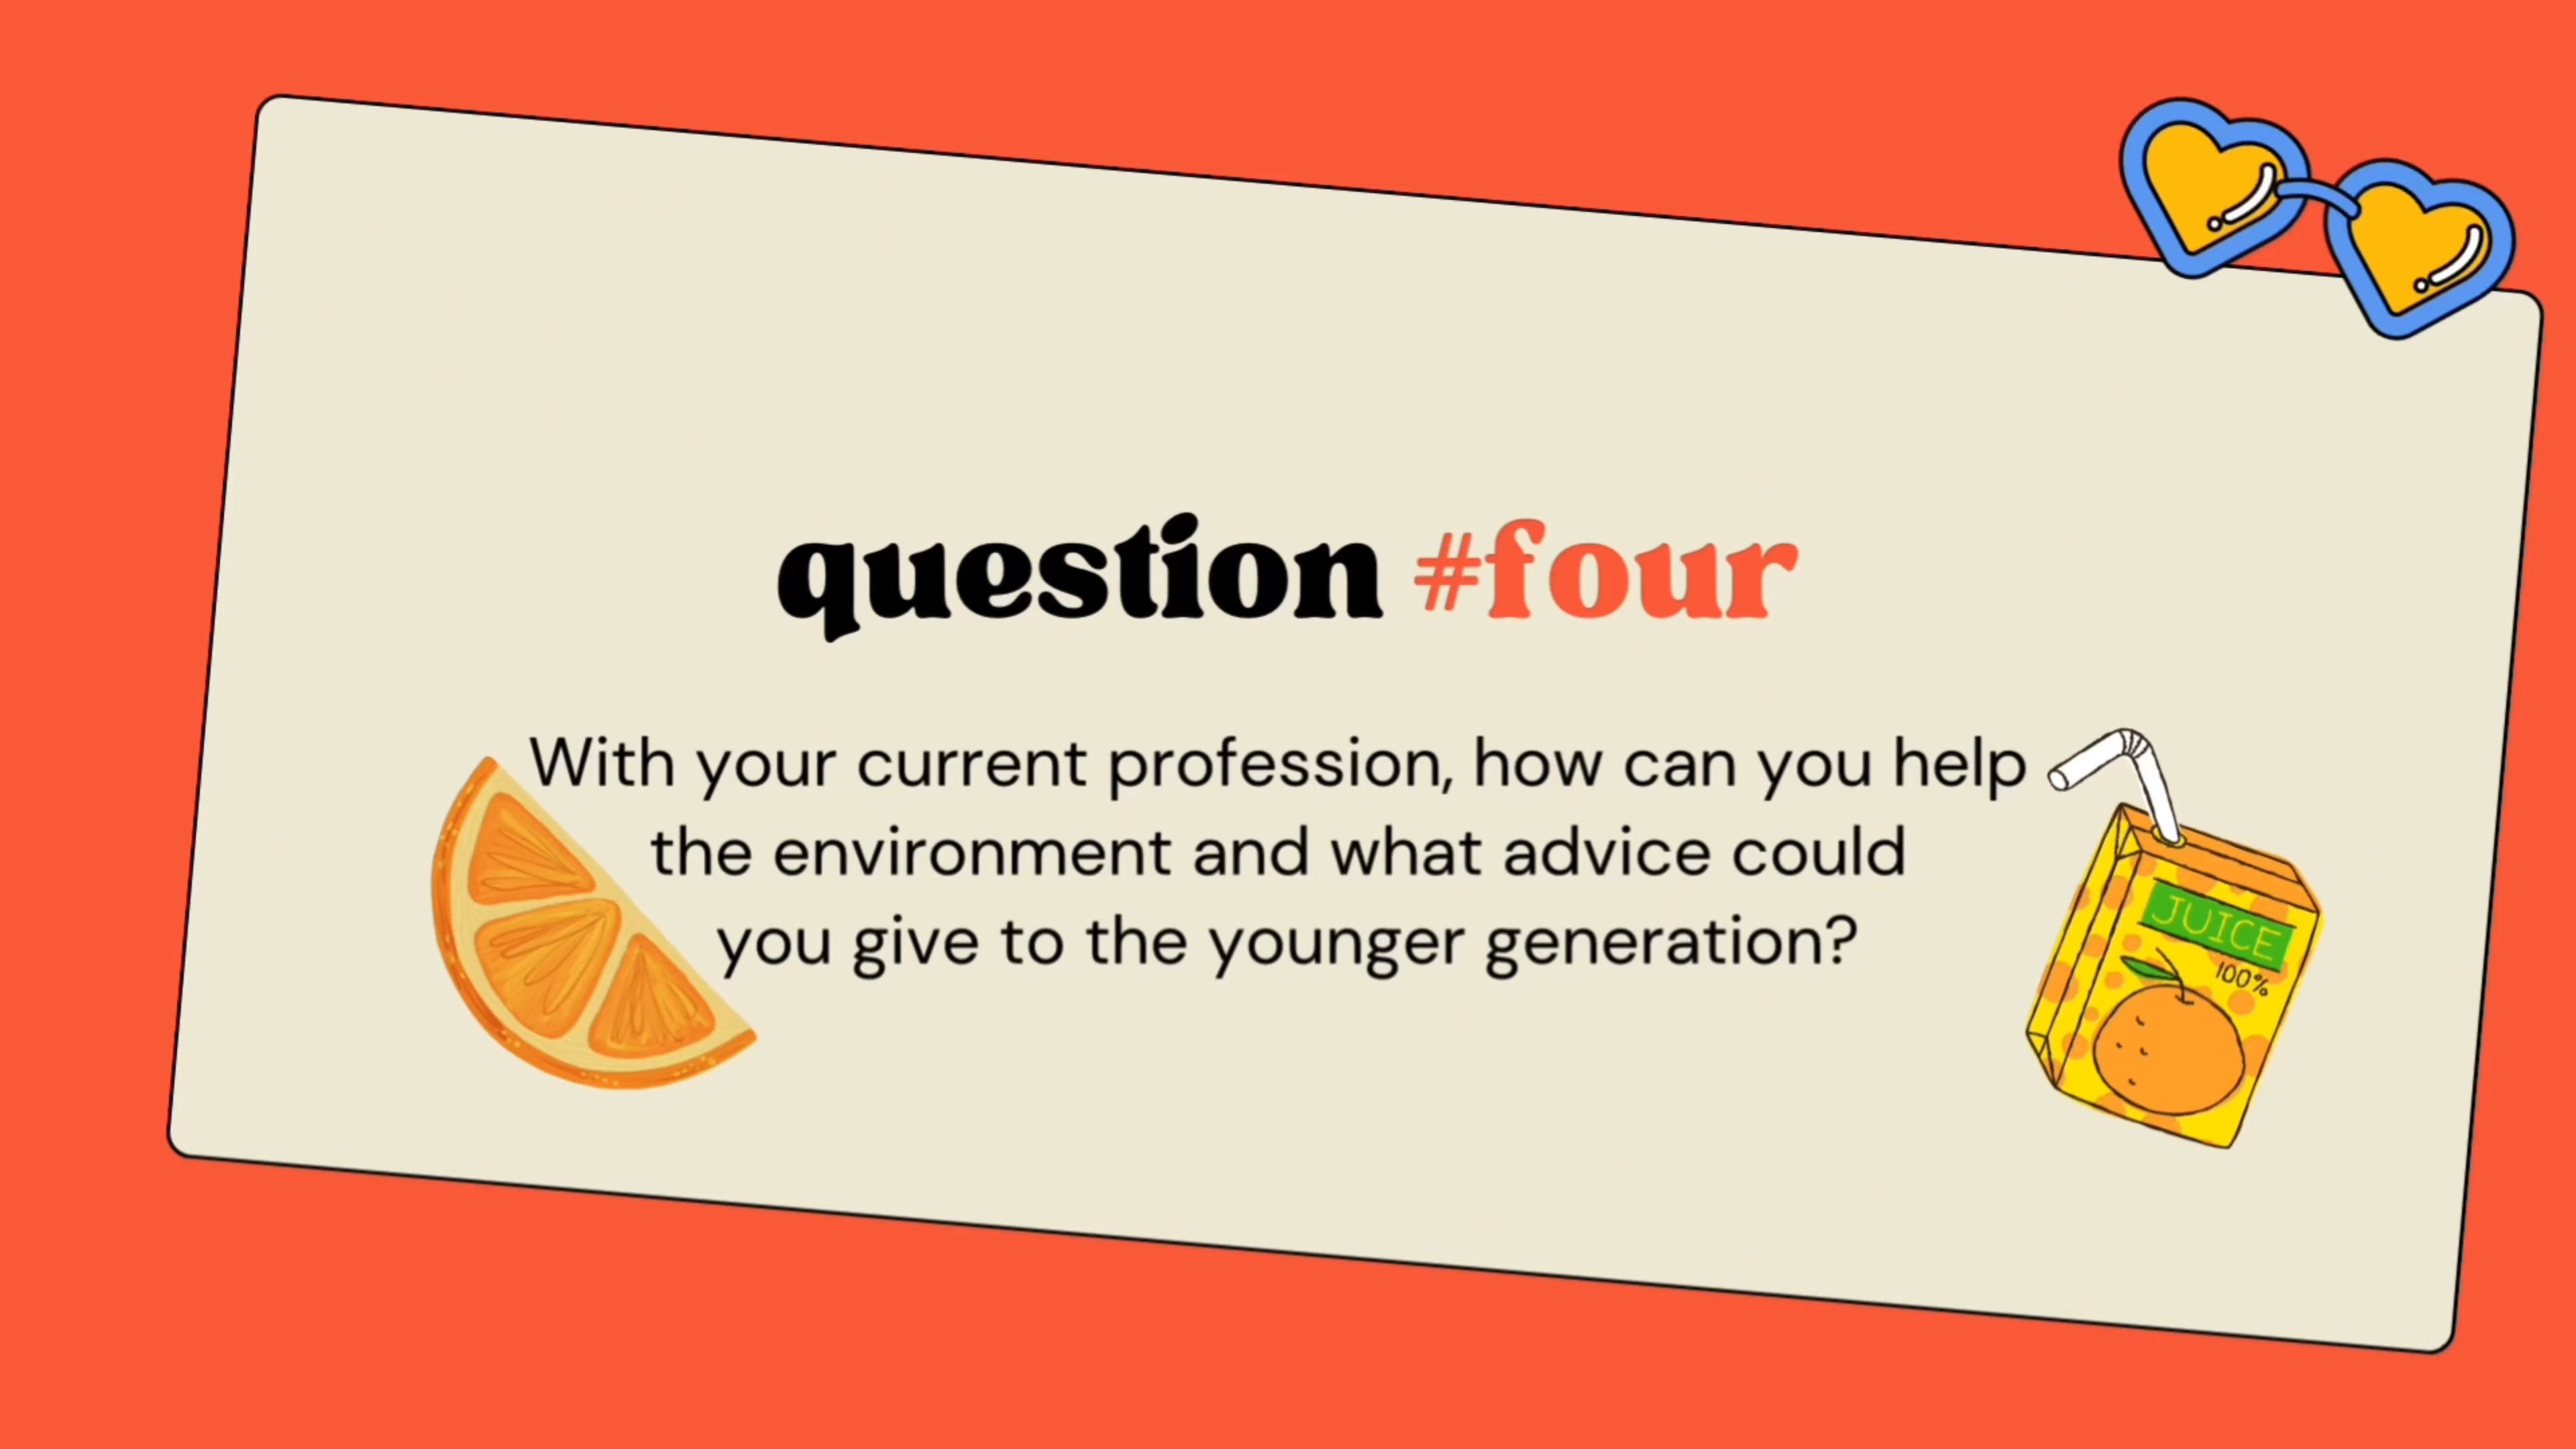 question #four
With your current profession, how can you help
the environment and what advice could
you give to the younger generation?
JUICE
100%